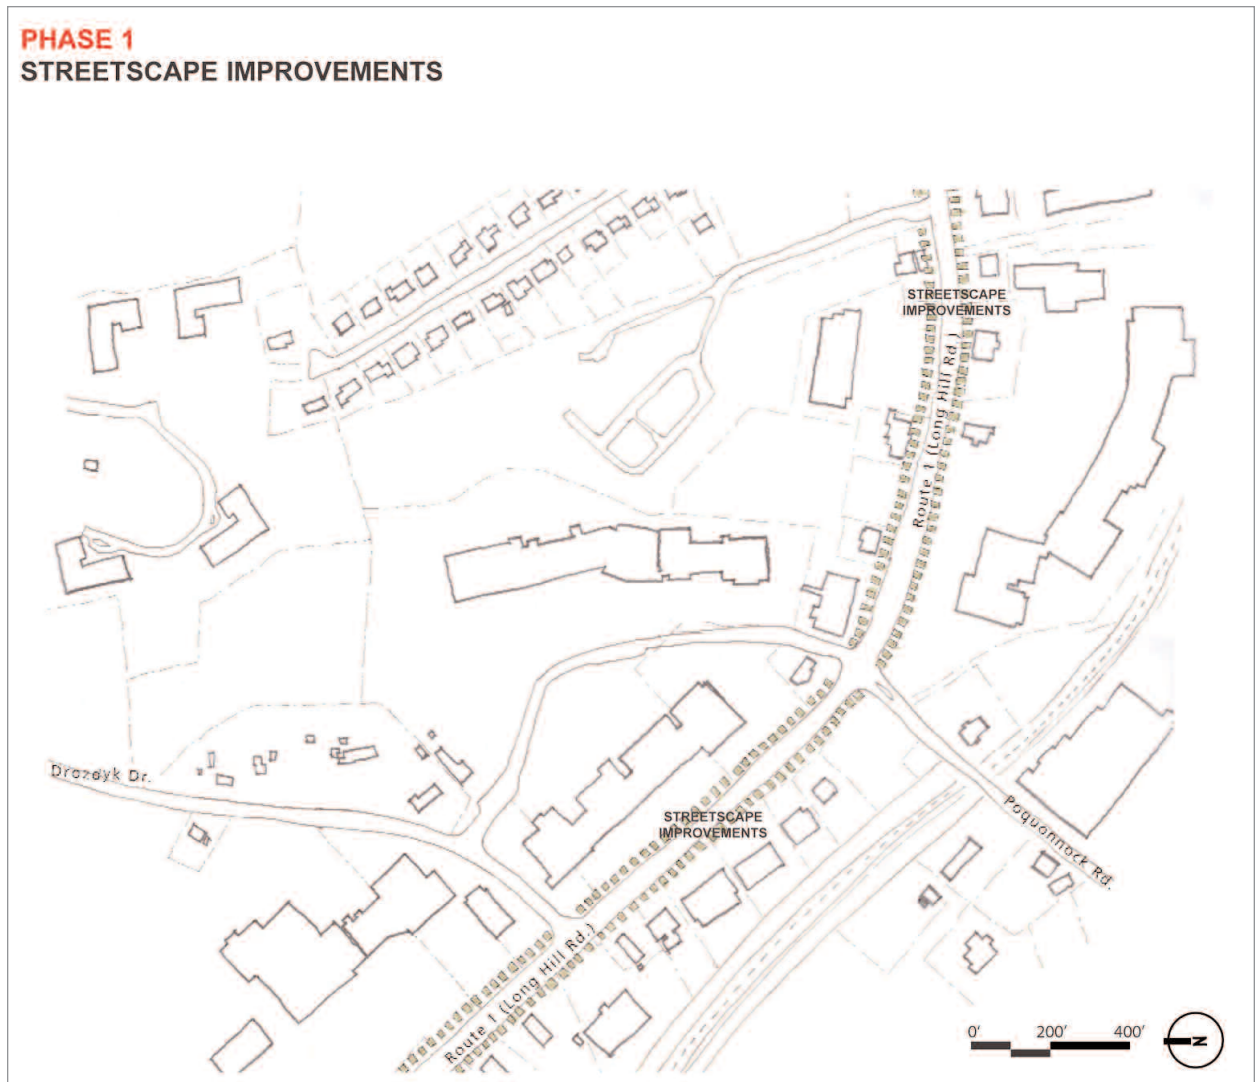 PHASE 1
STREETSCAPE IMPROVEMENTS
STREETSCAPE
IMPROVEMENTS
Route 1 (Long Hill Rd.)
Drozdyk Dr.
STREETSCAPE
IMPROVEMENTS
Poquonnock Rd.
Route 1 (Long Hill Rd.)
0' 200' 400'
N